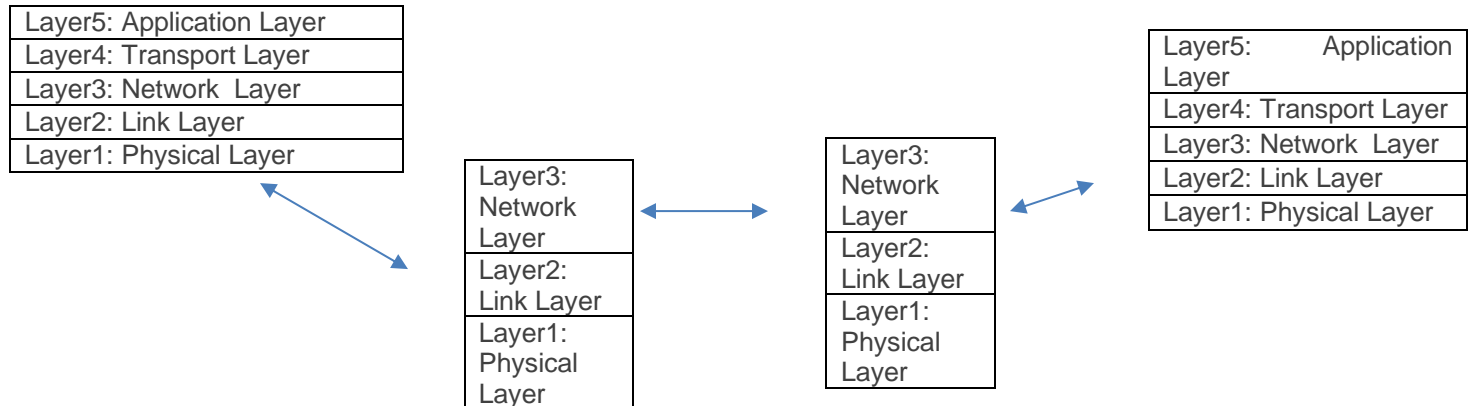 Layer5: Application Layer
Layer4: Transport Layer
Layer3: Network  Layer
Layer2: Link Layer
Layer1: Physical Layer
Layer3:
Network
Layer
Layer2:
Link Layer
Layer1:
Physical
Layer
Layer3:
Network
Layer
Layer2:
Link Layer
Layer1:
Physical
Layer
Layer5: Application
Layer
Layer4: Transport Layer
Layer3: Network  Layer
Layer2: Link Layer
Layer1: Physical Layer